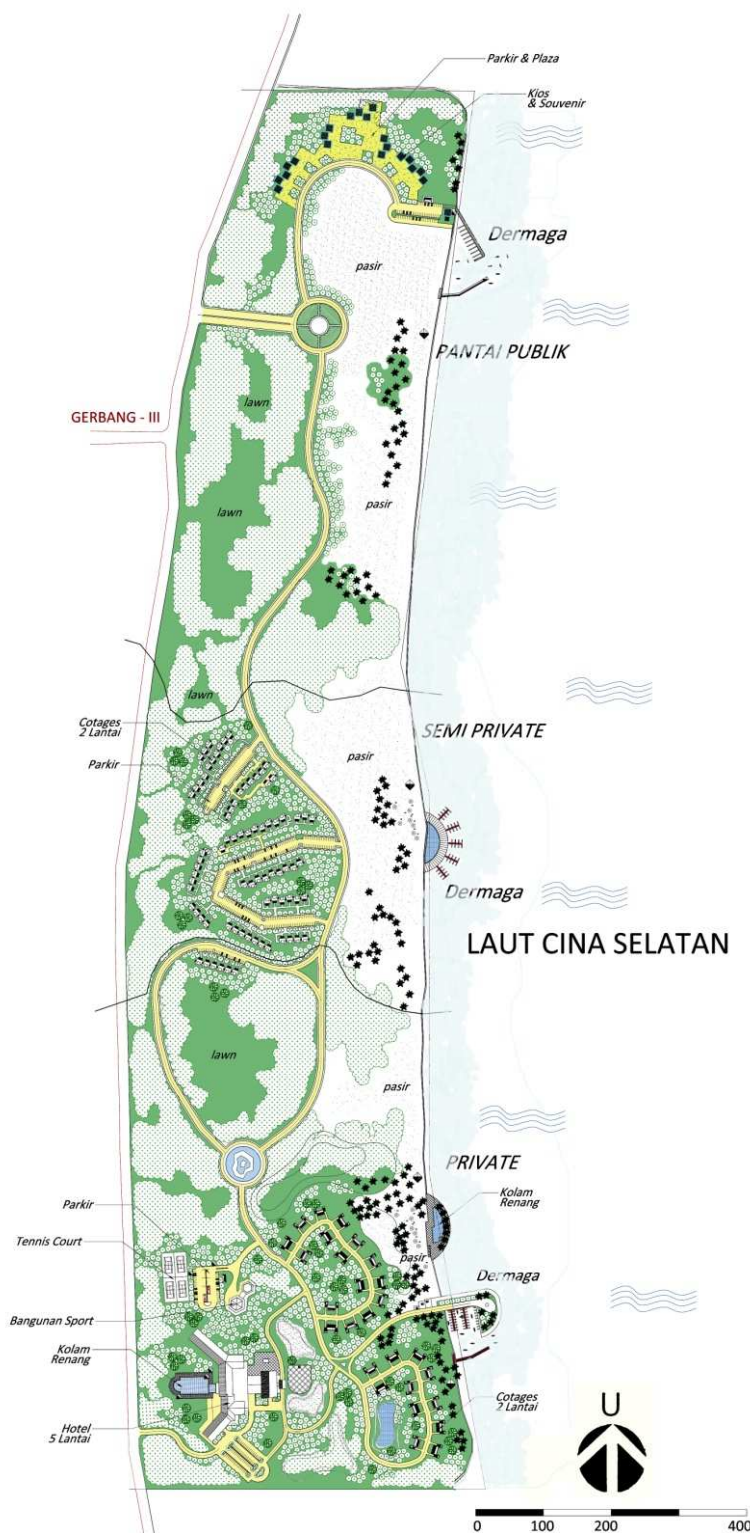 Parkir & Plaza
Kios
& Souvenir
Dermaga
pasir
PANTAI PUBLIK
lawn
GERBANG - III
pasir
lawn
lawn
Cotages
2 Lantai
SEMI PRIVATE
pasir
Parkir
Dermaga
LAUT CINA SELATAN
lawn
pasir
PRIVATE
Kolam
Renang
Parkir
Tennis Court
pasir
Dermaga
Bangunan Sport
Kolam
Renang
Cotages
2 Lantai
Hotel
5 Lantai
U
0 100 200 400